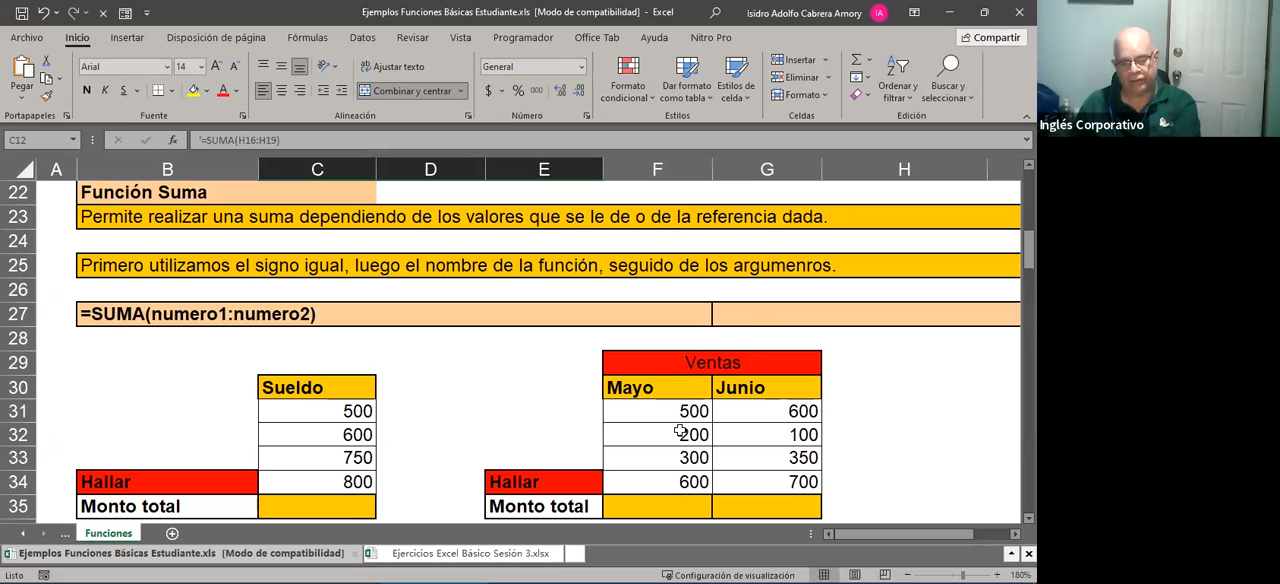 Ejemplos Funciones Básicas Estudiante.xls [Modo de compatibilidad] - Excel
Isidro Adolfo Cabrera Amory
IA
Archivo Inicio Insertar Disposición de página Fórmulas Datos Revisar Vista Programador Office Tab Ayuda Nitro Pro
Compartir
Pegar
Arial 14
N K S
Ajustar texto
Combinar y centrar
General
$ % 000
Formato condicional
Dar formato como tabla
Estilos de celda
Insertar
Eliminar
Formato
Ordenar y filtrar
Buscar y seleccionar
Portapapeles Fuente Alineación Número Estilos Celdas Edición
Inglés Corporativo
C12 fx '=SUMA(H16:H19)
A B C D E F G H
22 Función Suma
23 Permite realizar una suma dependiendo de los valores que se le de o de la referencia dada.
24
25 Primero utilizamos el signo igual, luego el nombre de la función, seguido de los argumenros.
26
27 =SUMA(numero1:numero2)
28
29 Ventas
30 Sueldo Mayo Junio
31 500 500 600
32 600 200 100
33 750 300 350
34 Hallar 800 Hallar 600 700
35 Monto total Monto total
... Funciones
Ejemplos Funciones Básicas Estudiante.xls [Modo de compatibilidad] Ejercicios Excel Básico Sesión 3.xlsx
Listo Configuración de visualización 180%